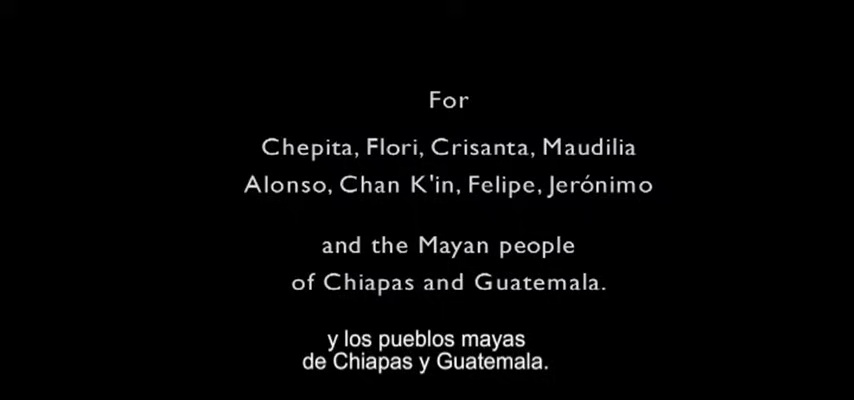 For
Chepita, Flori, Crisanta, Maudilia
Alonso, Chan K'in, Felipe, Jerónimo
and the Mayan people
of Chiapas and Guatemala.
y los pueblos mayas
de Chiapas y Guatemala.